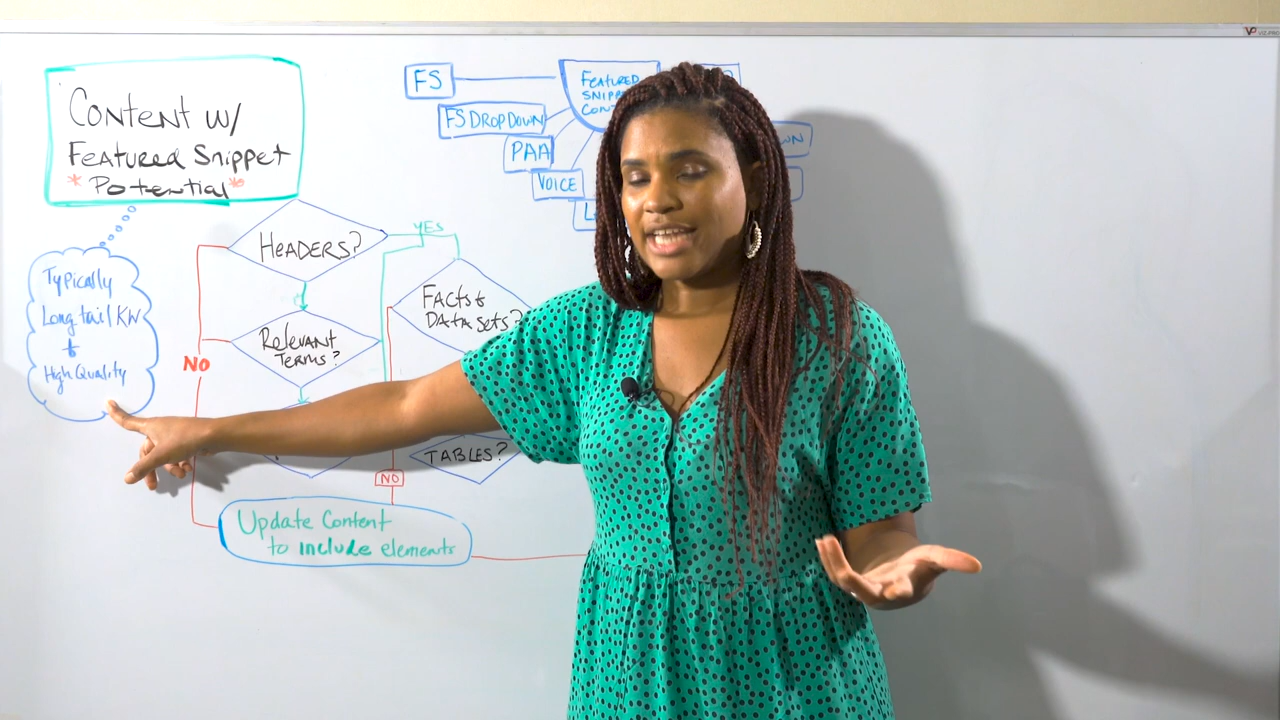 Content w/
Featured Snippet
*Potential*
Typically
Long tail KW
&
High Quality
HeadeRS?
Relevant
Terms?
NO
YES
Facts &
Data Sets?
TABLES?
NO
Update Content
to include elements
FS
FS DROPDOWN
PAA
VOICE
Featured